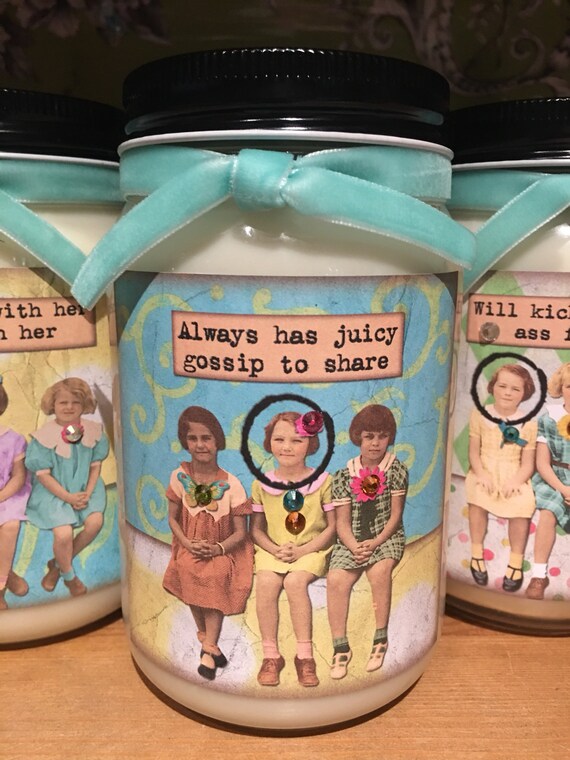 with her
her
Always has juicy
gossip to share
Will kick
ass